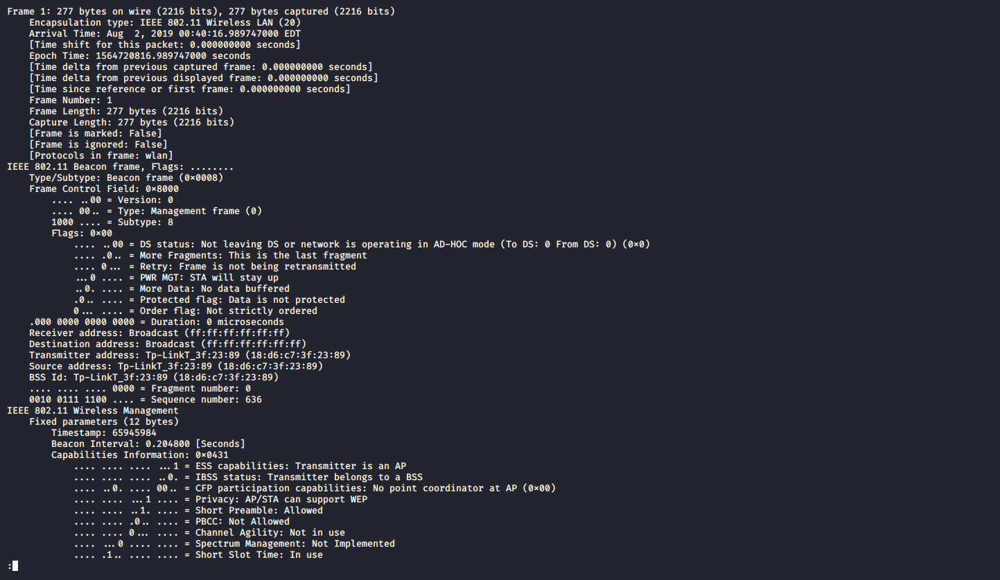 Frame 1: 277 bytes on wire (2216 bits), 277 bytes captured (2216 bits)
    Encapsulation type: IEEE 802.11 Wireless LAN (20)
    Arrival Time: Aug  2, 2019 00:40:16.989747000 EDT
    [Time shift for this packet: 0.000000000 seconds]
    Epoch Time: 1564720816.989747000 seconds
    [Time delta from previous captured frame: 0.000000000 seconds]
    [Time delta from previous displayed frame: 0.000000000 seconds]
    [Time since reference or first frame: 0.000000000 seconds]
    Frame Number: 1
    Frame Length: 277 bytes (2216 bits)
    Capture Length: 277 bytes (2216 bits)
    [Frame is marked: False]
    [Frame is ignored: False]
    [Protocols in frame: wlan]
IEEE 802.11 Beacon frame, Flags: ........
    Type/Subtype: Beacon frame (0x0008)
    Frame Control Field: 0x8000
        .... ..00 = Version: 0
        .... 00.. = Type: Management frame (0)
        1000 .... = Subtype: 8
        Flags: 0x00
            .... ..00 = DS status: Not leaving DS or network is operating in AD-HOC mode (To DS: 0 From DS: 0) (0x0)
            .... .0.. = More Fragments: This is the last fragment
            .... 0... = Retry: Frame is not being retransmitted
            ...0 .... = PWR MGT: STA will stay up
            ..0. .... = More Data: No data buffered
            .0.. .... = Protected flag: Data is not protected
            0... .... = Order flag: Not strictly ordered
    .000 0000 0000 0000 = Duration: 0 microseconds
    Receiver address: Broadcast (ff:ff:ff:ff:ff:ff)
    Destination address: Broadcast (ff:ff:ff:ff:ff:ff)
    Transmitter address: Tp-LinkT_3f:23:89 (18:d6:c7:3f:23:89)
    Source address: Tp-LinkT_3f:23:89 (18:d6:c7:3f:23:89)
    BSS Id: Tp-LinkT_3f:23:89 (18:d6:c7:3f:23:89)
    .... .... .... 0000 = Fragment number: 0
    0010 0111 1100 .... = Sequence number: 636
IEEE 802.11 Wireless Management
    Fixed parameters (12 bytes)
        Timestamp: 65945984
        Beacon Interval: 0.204800 [Seconds]
        Capabilities Information: 0x0431
            .... .... .... ...1 = ESS capabilities: Transmitter is an AP
            .... .... .... ..0. = IBSS status: Transmitter belongs to a BSS
            .... ..0. .... 00.. = CFP participation capabilities: No point coordinator at AP (0x00)
            .... .... ...1 .... = Privacy: AP/STA can support WEP
            .... .... ..1. .... = Short Preamble: Allowed
            .... .... .0.. .... = PBCC: Not Allowed
            .... .... 0... .... = Channel Agility: Not in use
            .... ...0 .... .... = Spectrum Management: Not Implemented
            .... .1.. .... .... = Short Slot Time: In use
: